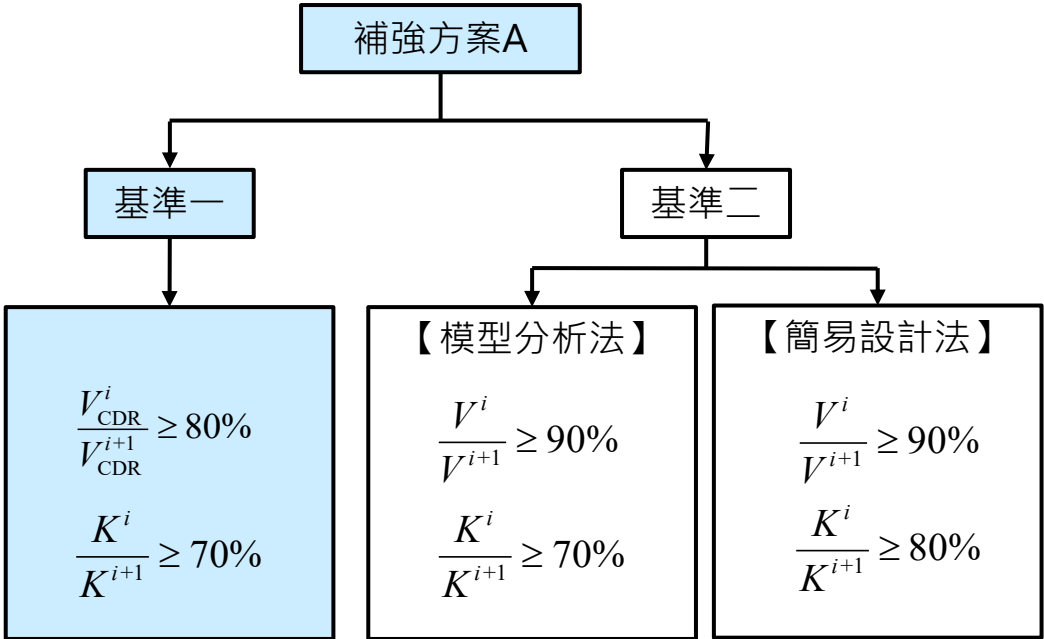 補強方案A
基準一
基準二
V^i_CDR / V^{i+1}_CDR ≥ 80%
K^i / K^{i+1} ≥ 70%
【模型分析法】
V^i / V^{i+1} ≥ 90%
K^i / K^{i+1} ≥ 70%
【簡易設計法】
V^i / V^{i+1} ≥ 90%
K^i / K^{i+1} ≥ 80%